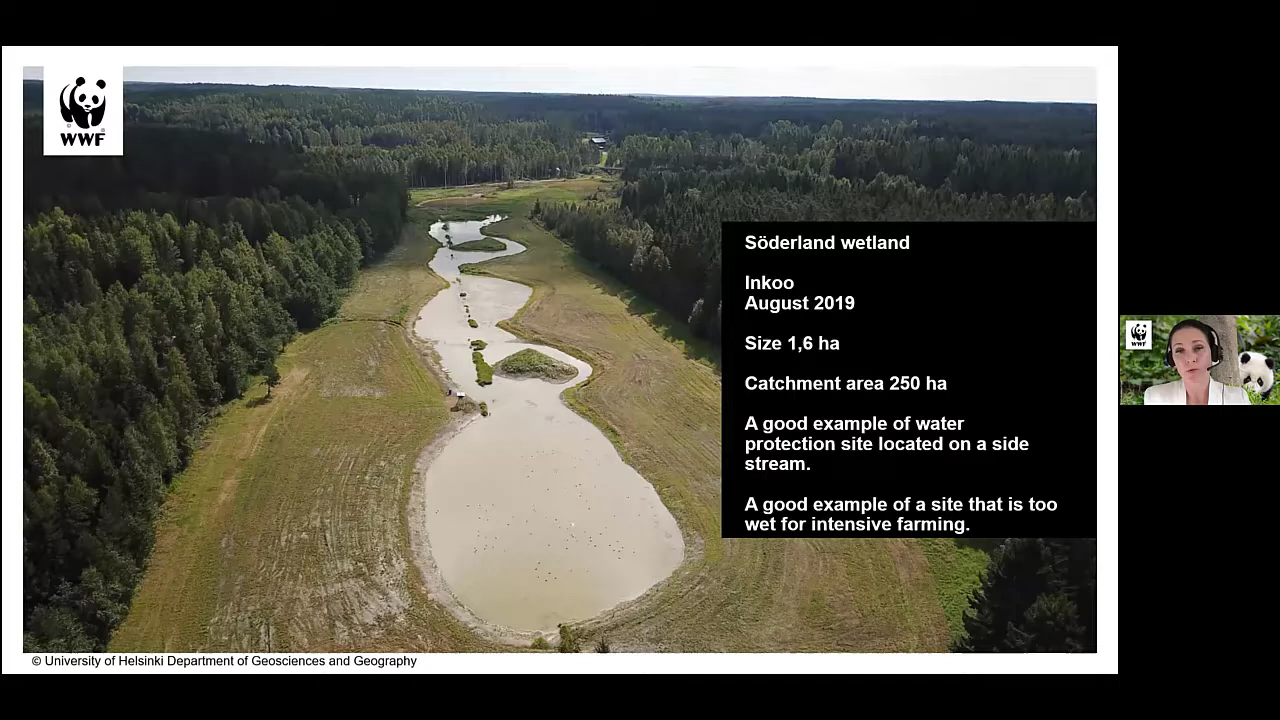 WWF
Söderland wetland
Inkoo
August 2019
Size 1,6 ha
Catchment area 250 ha
A good example of water
protection site located on a side
stream.
A good example of a site that is too
wet for intensive farming.
WWF
© University of Helsinki Department of Geosciences and Geography